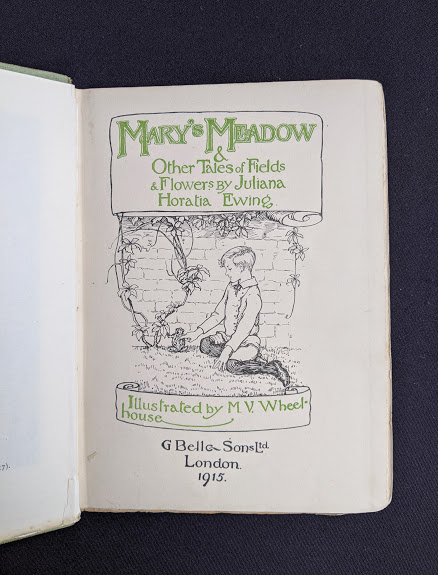 Mary's Meadow
&
Other Tales of Fields
& Flowers by Juliana
Horatia Ewing
Illustrated by M. V. Wheel-
house
G Bell & Sons Ltd.
London.
1915.